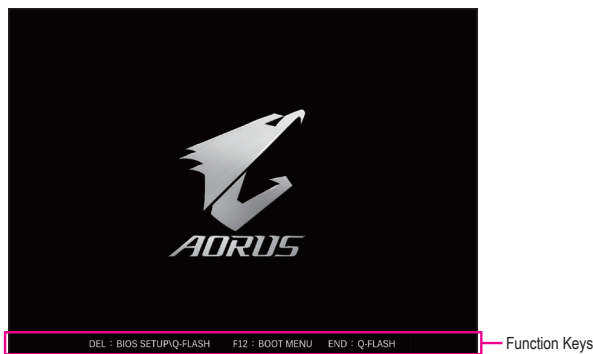 AORUS
DEL : BIOS SETUP\Q-FLASH F12 : BOOT MENU END : Q-FLASH
Function Keys